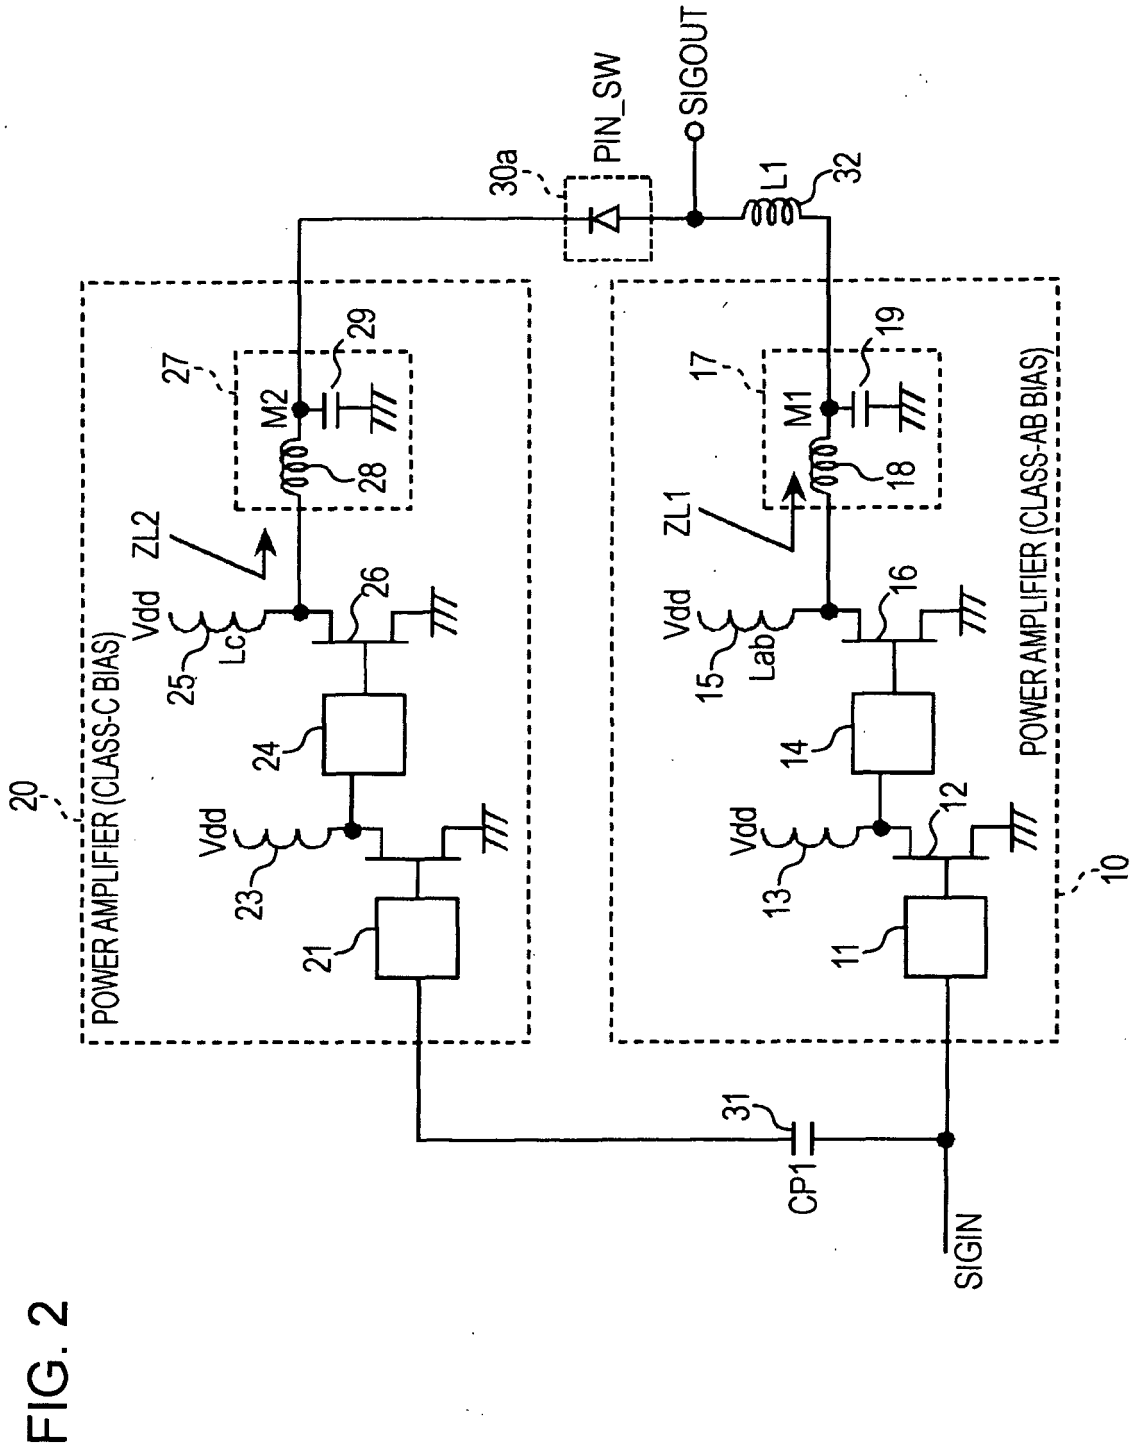 FIG. 2
20
POWER AMPLIFIER (CLASS-C BIAS)
21
23
Vdd
24
25
Vdd
Lc
26
ZL2
27
28
M2
29
30a
PIN_SW
SIGOUT
L1
32
SIGIN
CP1
31
11
12
13
Vdd
14
15
Vdd
Lab
16
ZL1
17
18
M1
19
POWER AMPLIFIER (CLASS-AB BIAS)
10